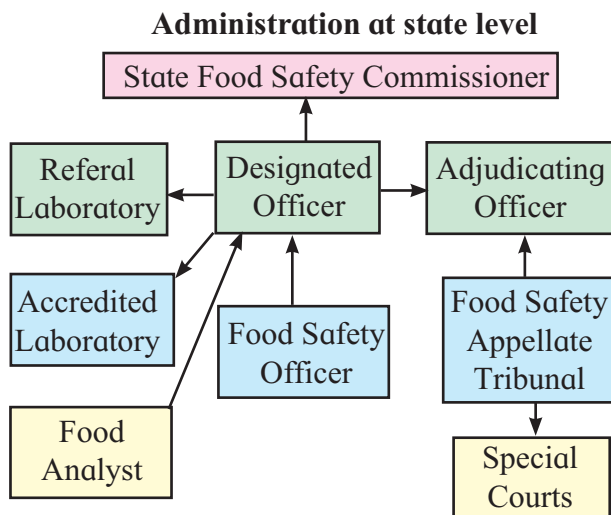 Administration at state level
State Food Safety Commissioner
Referal
Laboratory
Designated
Officer
Adjudicating
Officer
Accredited
Laboratory
Food Safety
Officer
Food Safety
Appellate
Tribunal
Food
Analyst
Special
Courts